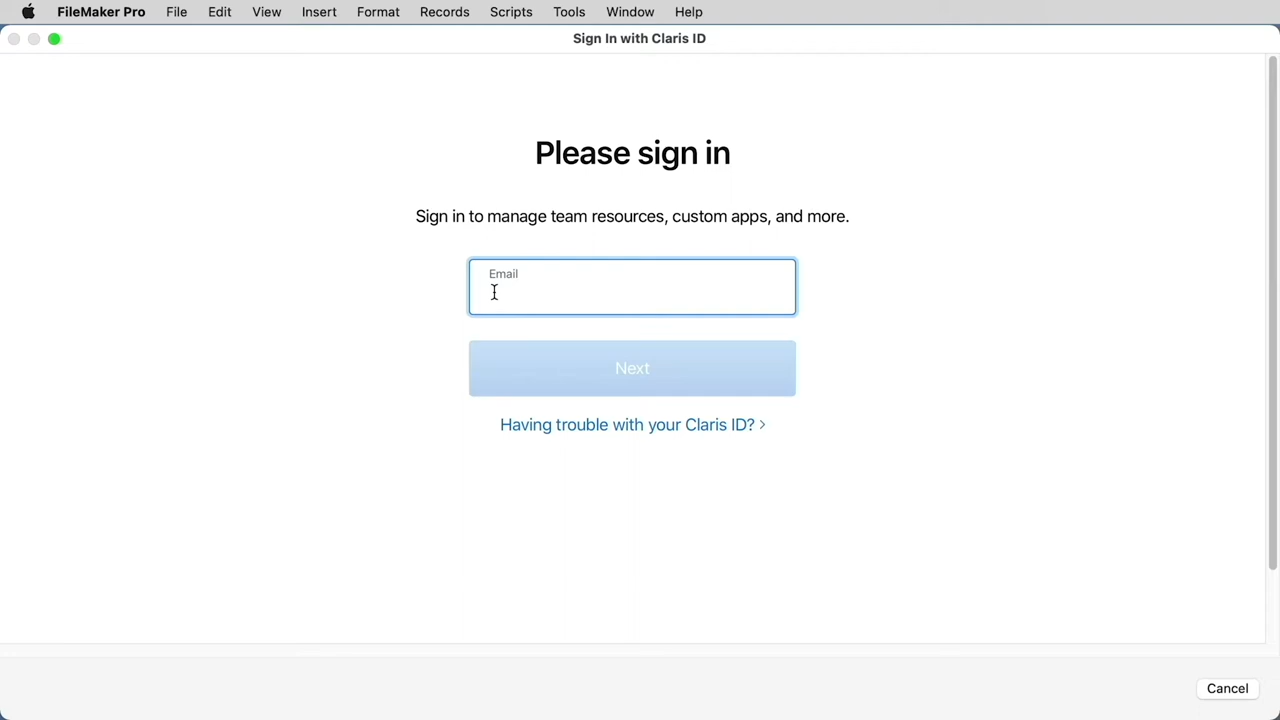 FileMaker Pro File Edit View Insert Format Records Scripts Tools Window Help
Sign In with Claris ID
Please sign in
Sign in to manage team resources, custom apps, and more.
Email
Next
Having trouble with your Claris ID? >
Cancel